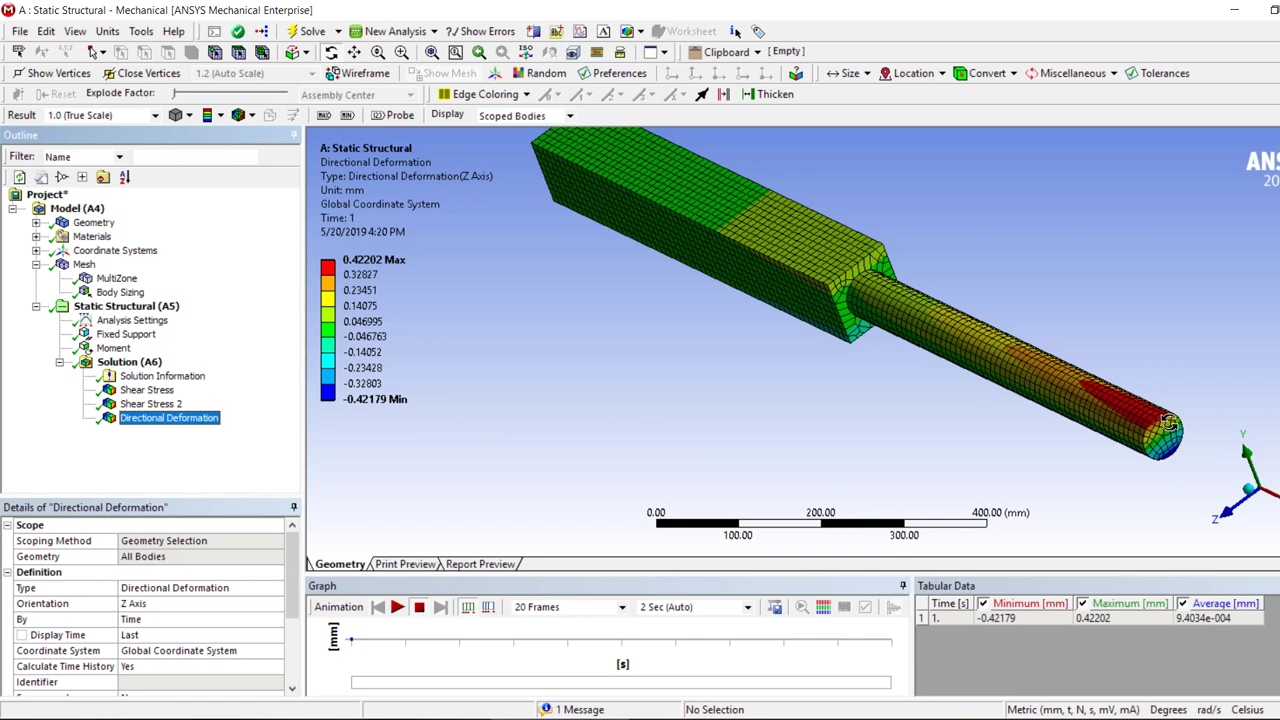 A : Static Structural - Mechanical [ANSYS Mechanical Enterprise]
File Edit View Units Tools Help Solve New Analysis ?/ Show Errors Worksheet
Clipboard [ Empty ]
Show Vertices Close Vertices 1.2 (Auto Scale) Wireframe Show Mesh Random Preferences Size Location Convert Miscellaneous Tolerances
Reset Explode Factor: Assembly Center Edge Coloring Thicken
Result 1.0 (True Scale) Probe Display Scoped Bodies
Outline
Filter: Name
Project*
Model (A4)
Geometry
Materials
Coordinate Systems
Mesh
MultiZone
Body Sizing
Static Structural (A5)
Analysis Settings
Fixed Support
Moment
Solution (A6)
Solution Information
Shear Stress
Shear Stress 2
Directional Deformation
A: Static Structural
Directional Deformation
Type: Directional Deformation(Z Axis)
Unit: mm
Global Coordinate System
Time: 1
5/20/2019 4:20 PM
0.42202 Max
0.32827
0.23451
0.14075
0.046995
-0.046763
-0.14052
-0.23428
-0.32803
-0.42179 Min
ANS
20
Y
Z
0.00 200.00 400.00 (mm)
100.00 300.00
Geometry Print Preview Report Preview
Details of "Directional Deformation"
Scope
Scoping Method Geometry Selection
Geometry All Bodies
Definition
Type Directional Deformation
Orientation Z Axis
By Time
Display Time Last
Coordinate System Global Coordinate System
Calculate Time History Yes
Identifier
Graph
Animation 20 Frames 2 Sec (Auto)
[mm]
[s]
Tabular Data
Time [s] Minimum [mm] Maximum [mm] Average [mm]
1 1. -0.42179 0.42202 9.4034e-004
1 Message No Selection Metric (mm, t, N, s, mV, mA) Degrees rad/s Celsius